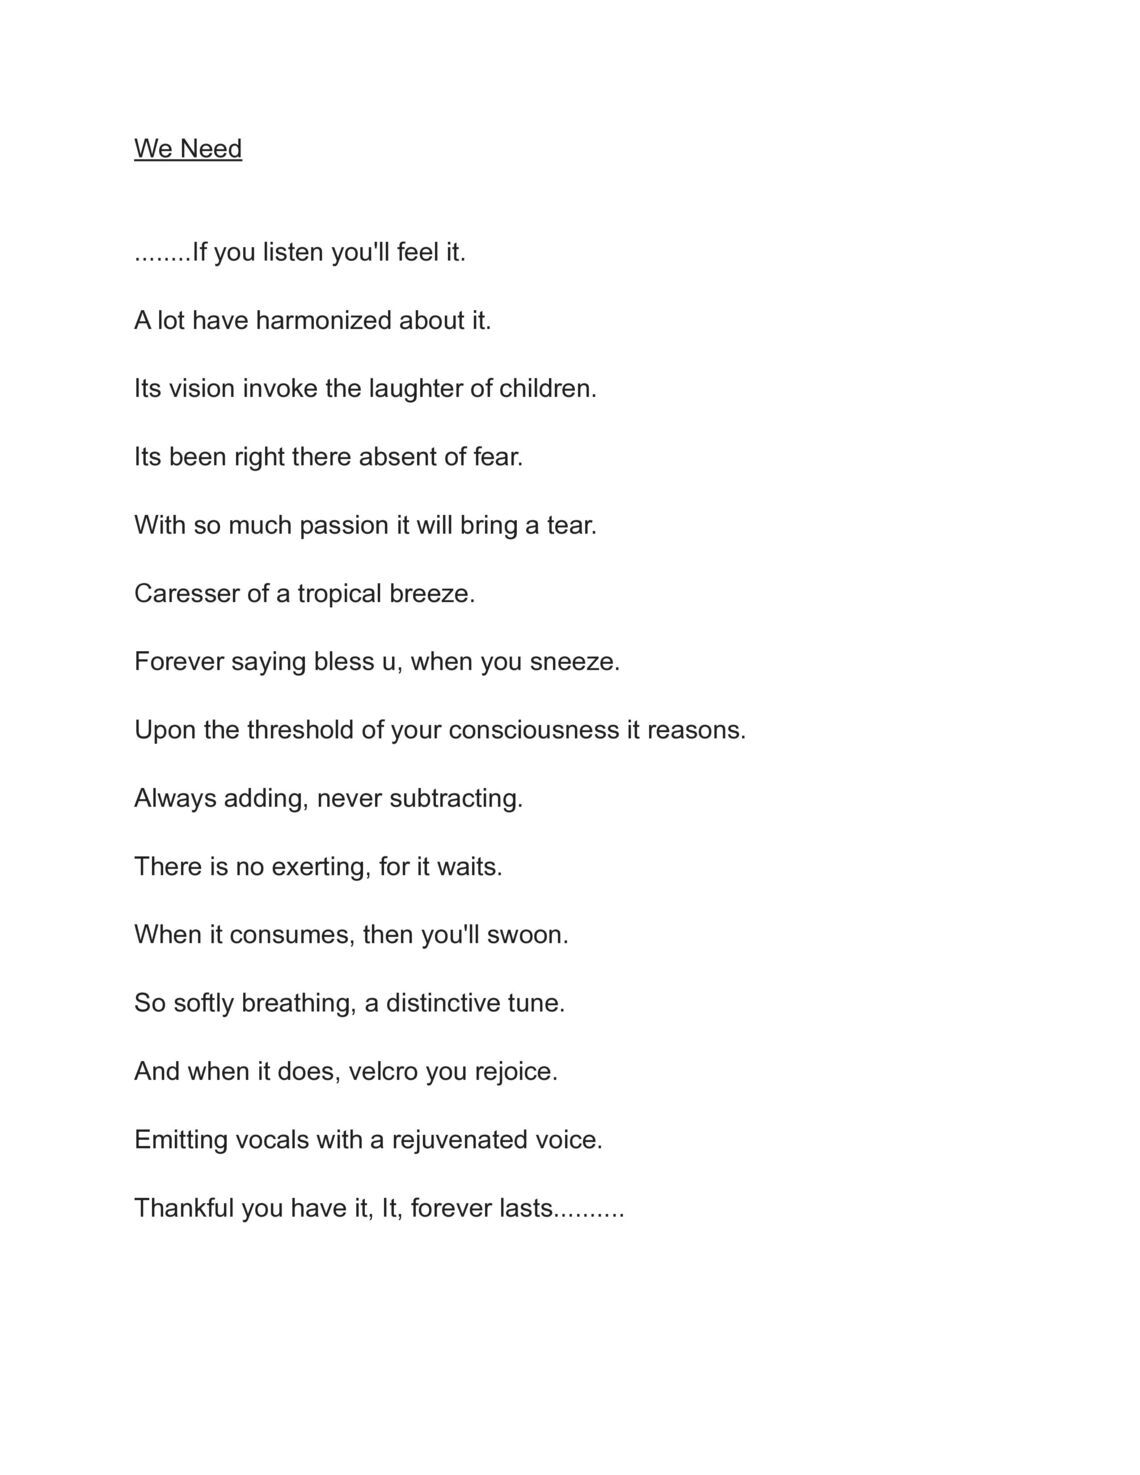 We Need
........If you listen you'll feel it.
A lot have harmonized about it.
Its vision invoke the laughter of children.
Its been right there absent of fear.
With so much passion it will bring a tear.
Caresser of a tropical breeze.
Forever saying bless u, when you sneeze.
Upon the threshold of your consciousness it reasons.
Always adding, never subtracting.
There is no exerting, for it waits.
When it consumes, then you'll swoon.
So softly breathing, a distinctive tune.
And when it does, velcro you rejoice.
Emitting vocals with a rejuvenated voice.
Thankful you have it, It, forever lasts..........